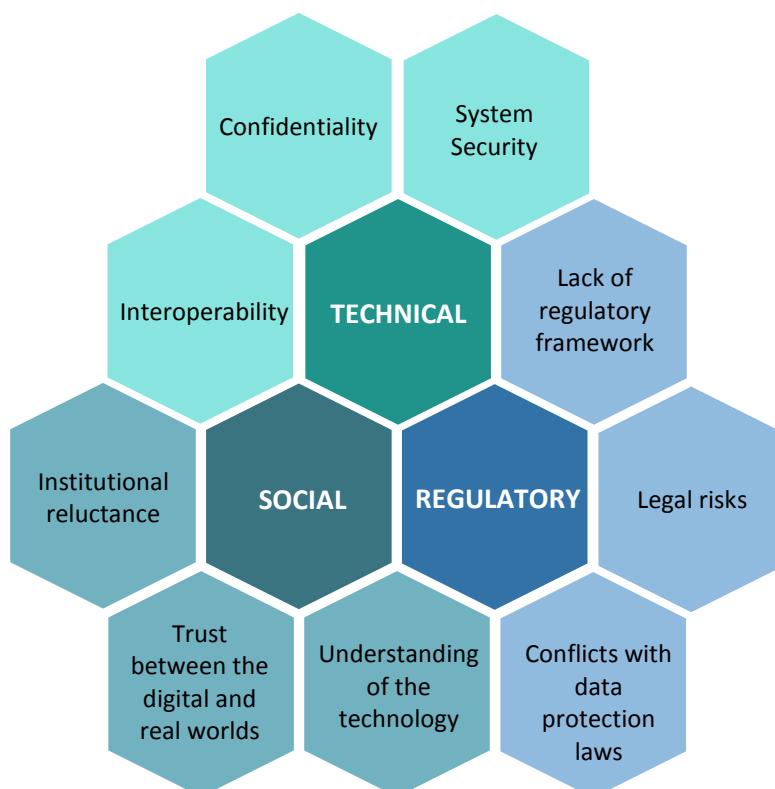 Confidentiality
System
Security
Interoperability
TECHNICAL
Lack of
regulatory
framework
Institutional
reluctance
SOCIAL
REGULATORY
Legal risks
Trust
between the
digital and
real worlds
Understanding
of the
technology
Conflicts with
data
protection
laws